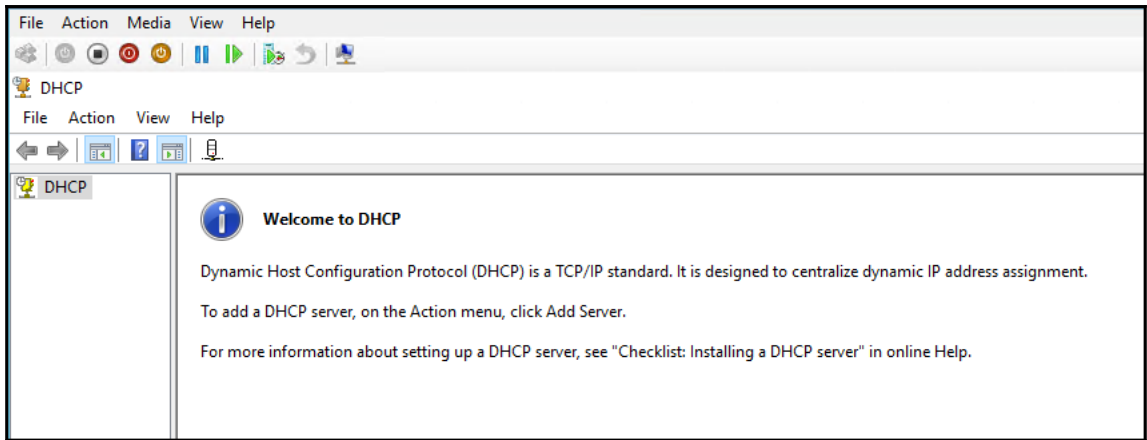 File Action Media View Help
DHCP
File Action View Help
DHCP
Welcome to DHCP
Dynamic Host Configuration Protocol (DHCP) is a TCP/IP standard. It is designed to centralize dynamic IP address assignment.
To add a DHCP server, on the Action menu, click Add Server.
For more information about setting up a DHCP server, see "Checklist: Installing a DHCP server" in online Help.